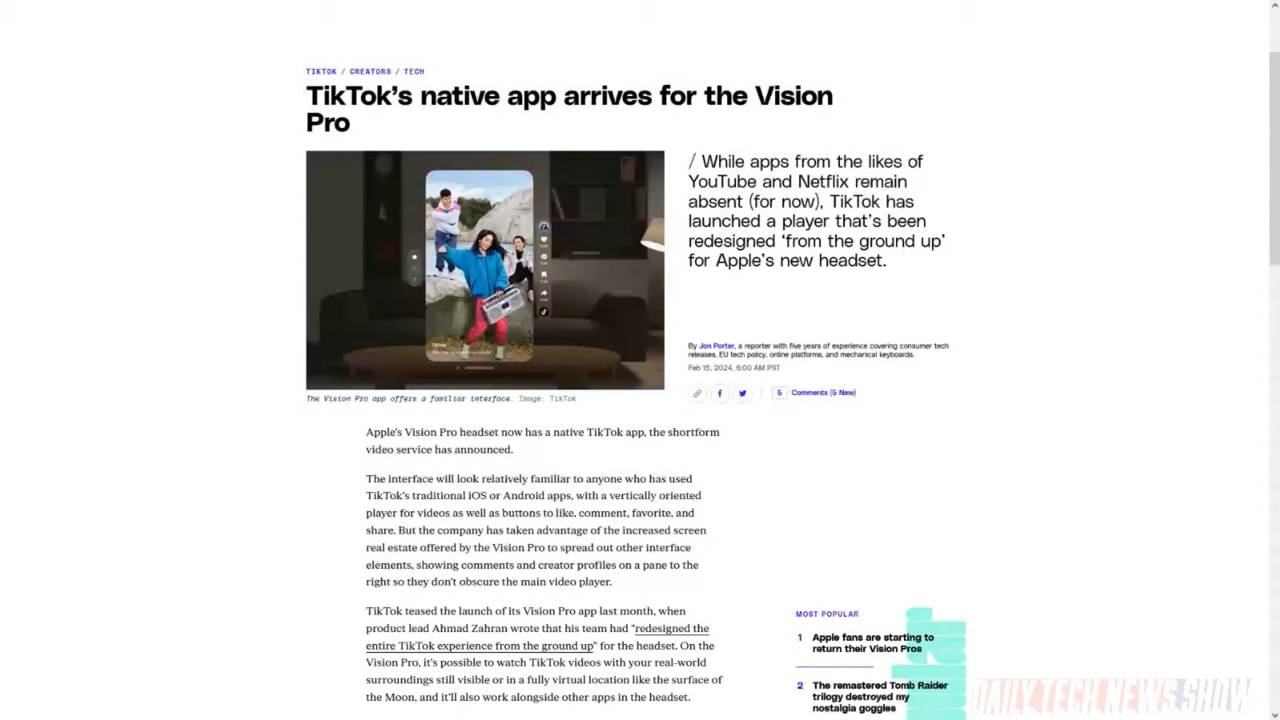 TIKTOK / CREATORS / TECH
TikTok's native app arrives for the Vision
Pro
/ While apps from the likes of
YouTube and Netflix remain
absent (for now), TikTok has
launched a player that's been
redesigned 'from the ground up'
for Apple's new headset.
By Jon Porter, a reporter with five years of experience covering consumer tech
releases, EU tech policy, online platforms, and mechanical keyboards.
Feb 15, 2024, 6:00 AM PST
5 Comments (5 New)
The Vision Pro app offers a familiar interface. Image: TikTok
Apple's Vision Pro headset now has a native TikTok app, the shortform
video service has announced.
The interface will look relatively familiar to anyone who has used
TikTok's traditional iOS or Android apps, with a vertically oriented
player for videos as well as buttons to like, comment, favorite, and
share. But the company has taken advantage of the increased screen
real estate offered by the Vision Pro to spread out other interface
elements, showing comments and creator profiles on a pane to the
right so they don't obscure the main video player.
TikTok teased the launch of its Vision Pro app last month, when
product lead Ahmad Zahran wrote that his team had "redesigned the
entire TikTok experience from the ground up" for the headset. On the
Vision Pro, it's possible to watch TikTok videos with your real-world
surroundings still visible or in a fully virtual location like the surface of
the Moon, and it'll also work alongside other apps in the headset.
MOST POPULAR
1 Apple fans are starting to
return their Vision Pros
2 The remastered Tomb Raider
trilogy destroyed my
nostalgia goggles
DAILY TECH NEWS SHOW